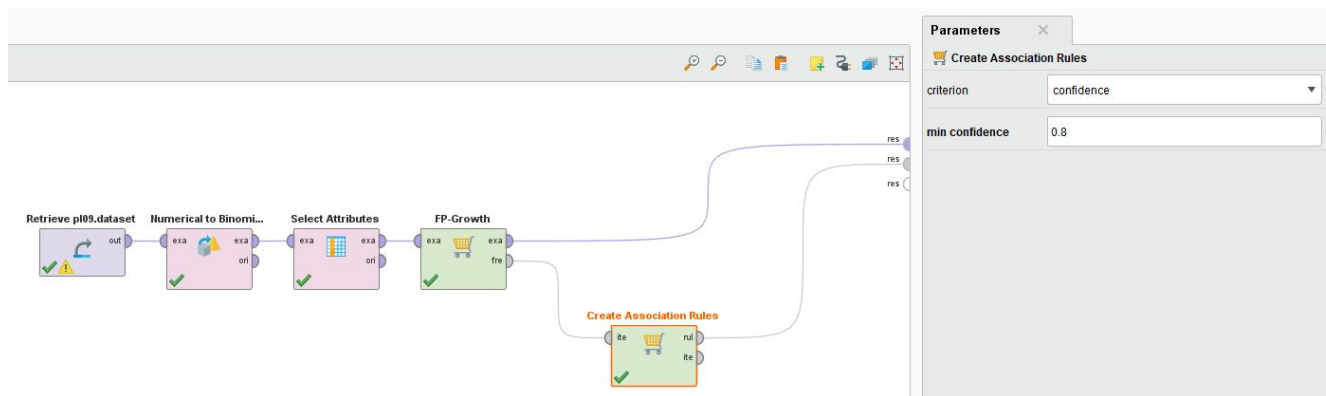 Parameters
Create Association Rules
criterion
confidence
min confidence
0.8
res
res
res
Retrieve pl09.dataset
Numerical to Binomi...
Select Attributes
FP-Growth
out
exa
exa
ori
exa
exa
ori
exa
exa
fre
Create Association Rules
ite
rul
ite